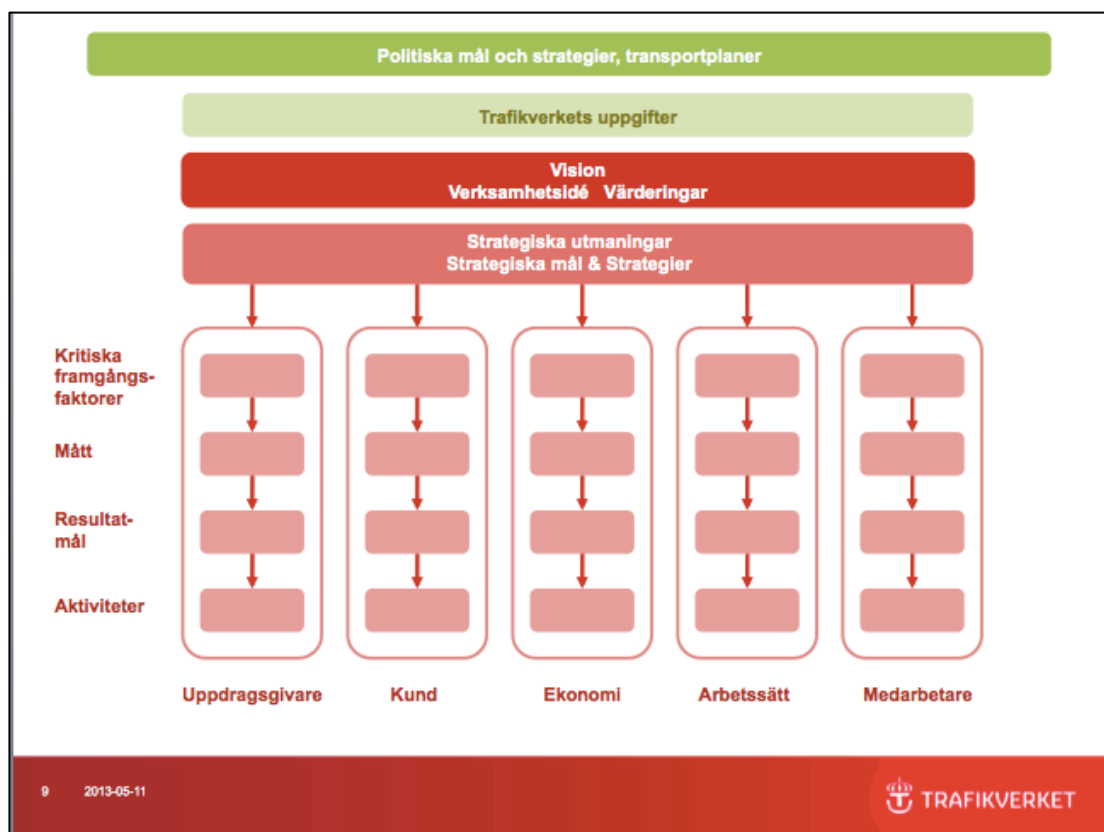 Politiska mål och strategier, transportplaner
Trafikverkets uppgifter
Vision
Verksamhetsidé Värderingar
Strategiska utmaningar
Strategiska mål & Strategier
Kritiska
framgångs-
faktorer
Mått
Resultat-
mål
Aktiviteter
Uppdragsgivare Kund Ekonomi Arbetssätt Medarbetare
9 2013-05-11
TRAFIKVERKET